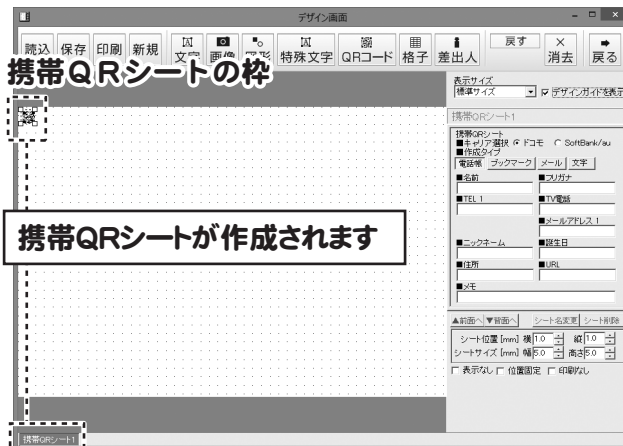 デザイン画面
読込 保存 印刷 新規 文字 画像 図形 特殊文字 QRコード 格子 差出人 戻す 消去 戻る
携帯QRシートの枠
表示サイズ
標準サイズ デザインガイドを表示
携帯QRシート1
携帯QRシート
■キャリア選択 ドコモ SoftBank/au
■作成タイプ
電話帳 ブックマーク メール 文字
■名前 ■フリガナ
■TEL 1 ■TV電話
■メールアドレス 1
携帯QRシートが作成されます
■ニックネーム ■誕生日
■住所 ■URL
■メモ
▲前面へ ▼背面へ シート名変更 シート削除
シート位置 [mm] 横 1.0 縦 1.0
シートサイズ [mm] 幅 5.0 高さ 5.0
表示なし 位置固定 印刷なし
携帯QRシート1